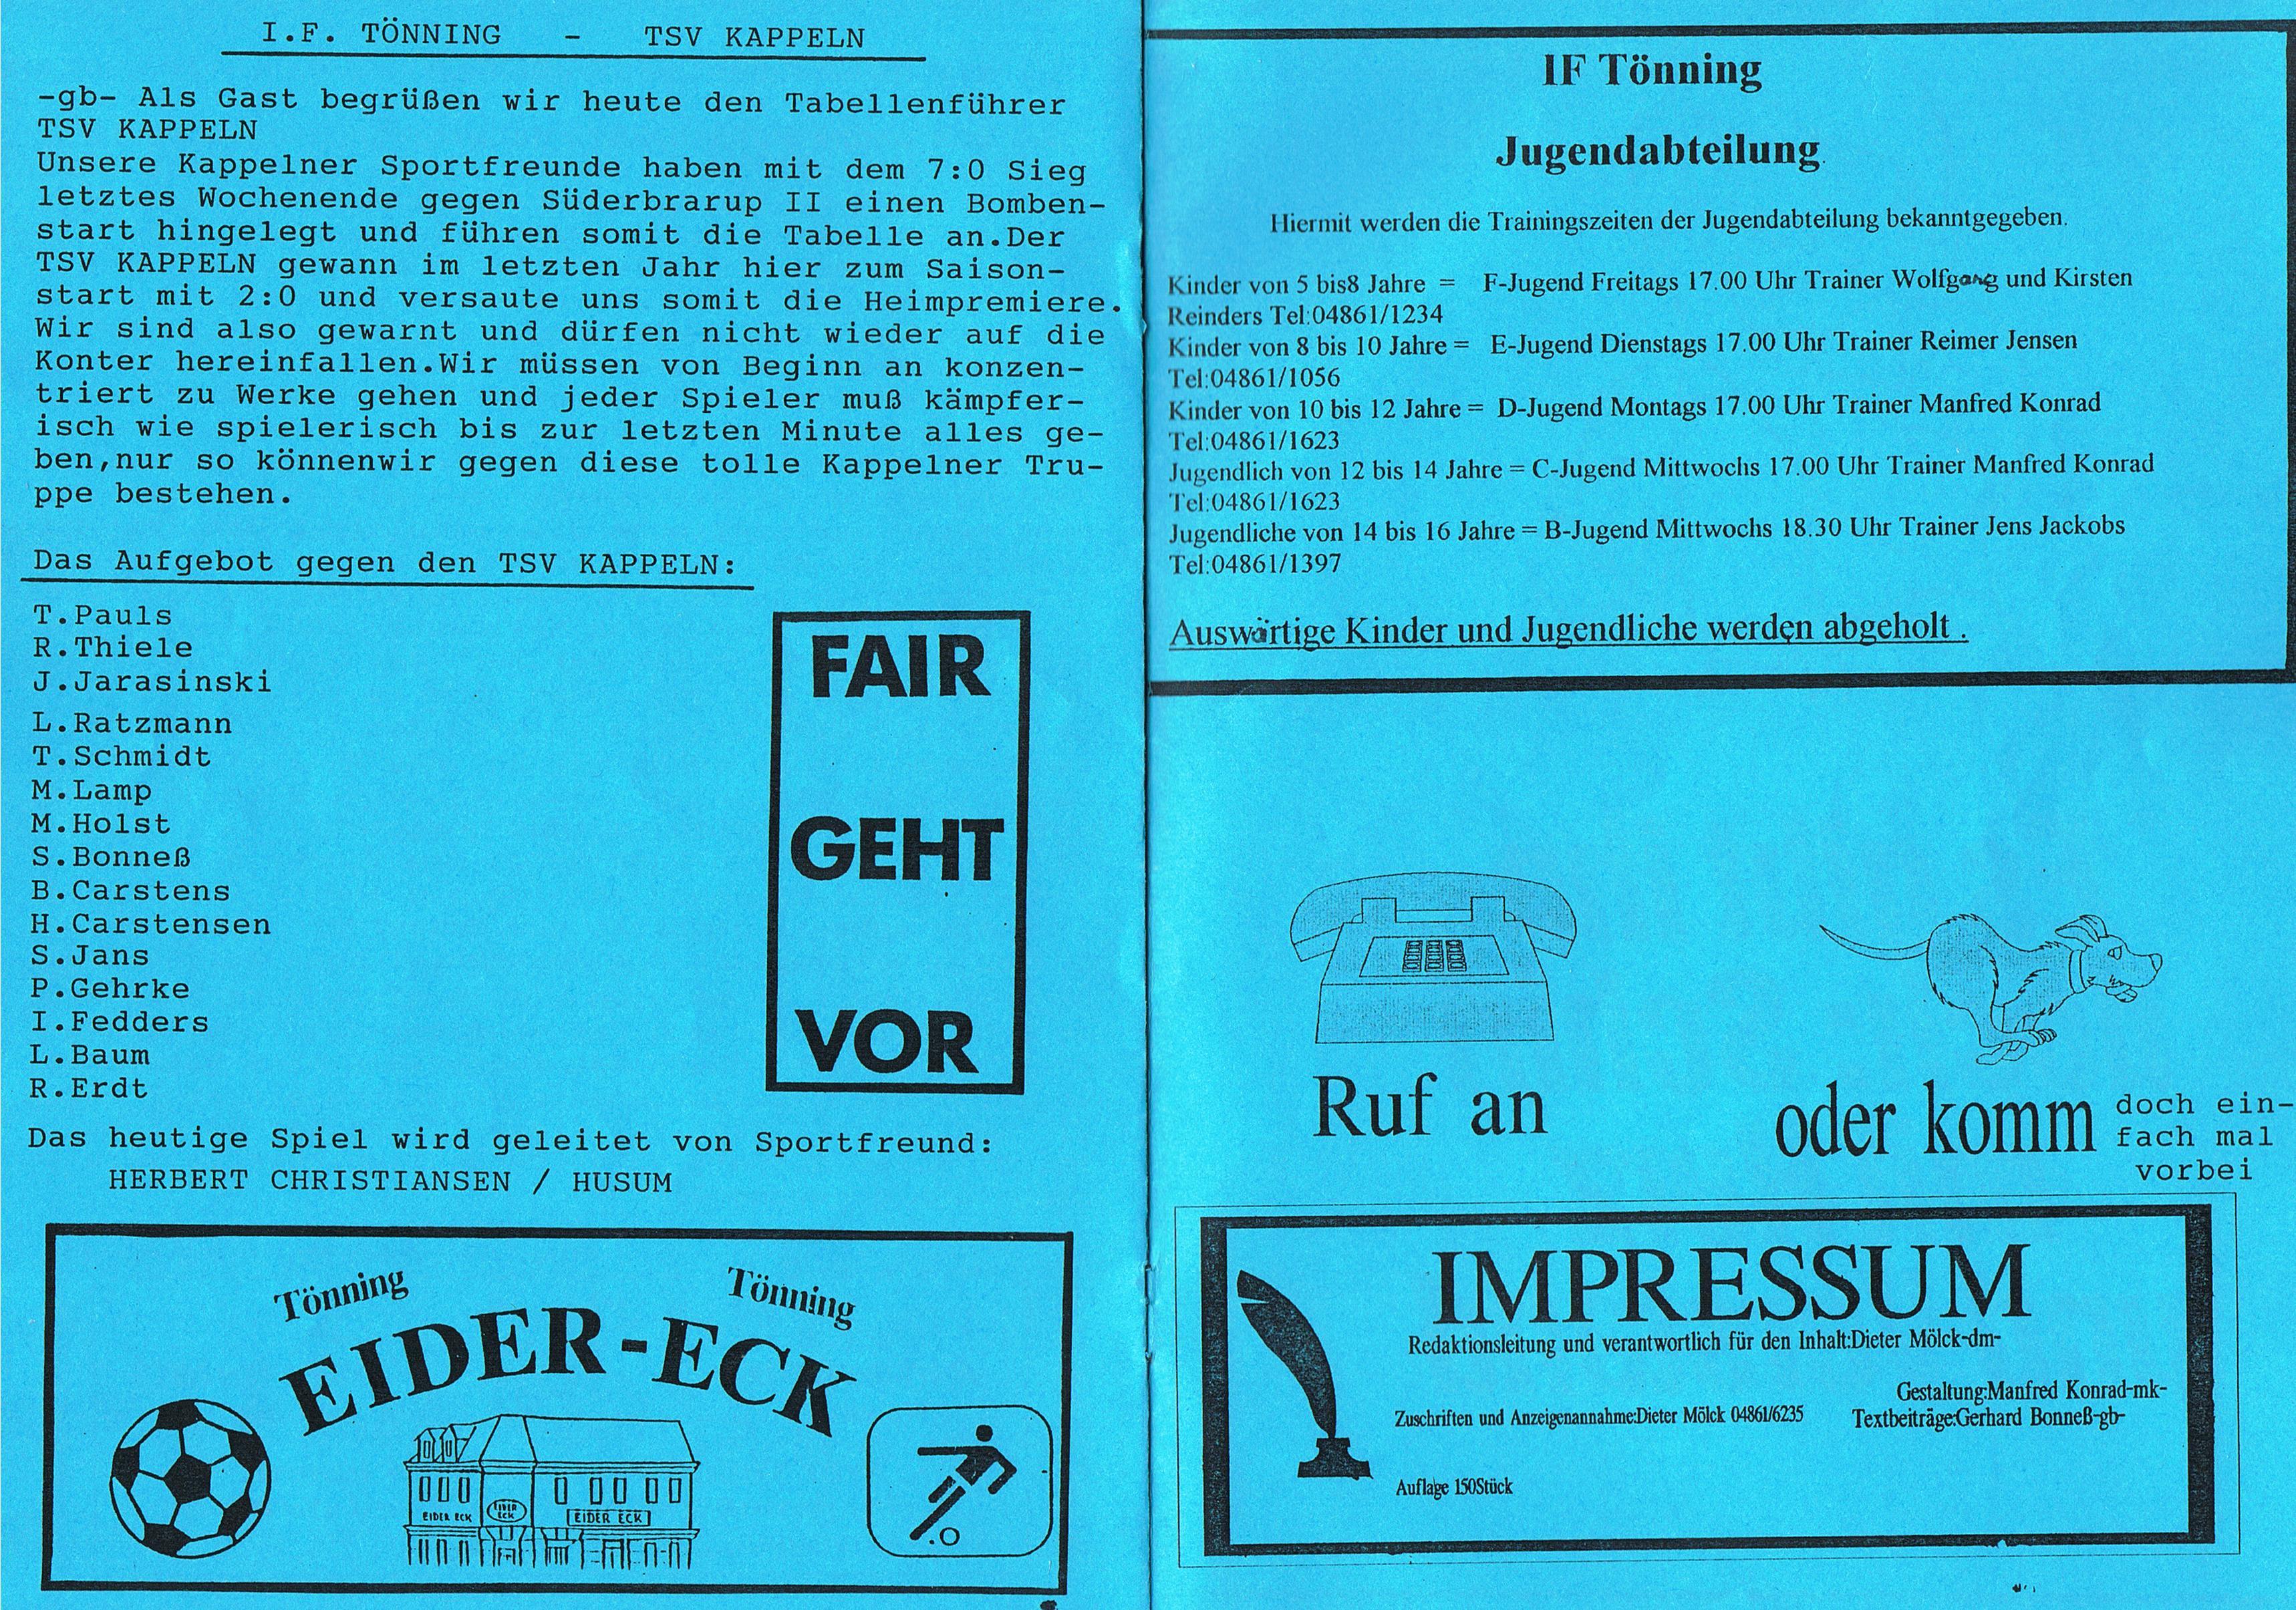 I.F. TÖNNING - TSV KAPPELN
-gb- Als Gast begrüßen wir heute den Tabellenführer
TSV KAPPELN
Unsere Kappelner Sportfreunde haben mit dem 7:0 Sieg
letztes Wochenende gegen Süderbrarup II einen Bomben-
start hingelegt und führen somit die Tabelle an.Der
TSV KAPPELN gewann im letzten Jahr hier zum Saison-
start mit 2:0 und versaute uns somit die Heimpremiere.
Wir sind also gewarnt und dürfen nicht wieder auf die
Konter hereinfallen.Wir müssen von Beginn an konzen-
triert zu Werke gehen und jeder Spieler muß kämpfer-
isch wie spielerisch bis zur letzten Minute alles ge-
ben,nur so könnenwir gegen diese tolle Kappelner Tru-
ppe bestehen.
Das Aufgebot gegen den TSV KAPPELN:
T.Pauls
R.Thiele
J.Jarasinski
L.Ratzmann
T.Schmidt
M.Lamp
M.Holst
S.Bonneß
B.Carstens
H.Carstensen
S.Jans
P.Gehrke
I.Fedders
L.Baum
R.Erdt
FAIR
GEHT
VOR
Das heutige Spiel wird geleitet von Sportfreund:
HERBERT CHRISTIANSEN / HUSUM
Tönning Tönning
EIDER-ECK
EIDER ECK
EIDER
ECK
EIDER ECK
IF Tönning
Jugendabteilung
Hiermit werden die Trainingszeiten der Jugendabteilung bekanntgegeben.
Kinder von 5 bis8 Jahre = F-Jugend Freitags 17.00 Uhr Trainer Wolfgang und Kirsten
Reinders Tel:04861/1234
Kinder von 8 bis 10 Jahre = E-Jugend Dienstags 17.00 Uhr Trainer Reimer Jensen
Tel:04861/1056
Kinder von 10 bis 12 Jahre = D-Jugend Montags 17.00 Uhr Trainer Manfred Konrad
Tel:04861/1623
Jugendlich von 12 bis 14 Jahre = C-Jugend Mittwochs 17.00 Uhr Trainer Manfred Konrad
Tel:04861/1623
Jugendliche von 14 bis 16 Jahre = B-Jugend Mittwochs 18.30 Uhr Trainer Jens Jackobs
Tel:04861/1397
Auswärtige Kinder und Jugendliche werden abgeholt .
Ruf an
oder komm
doch ein-
fach mal
vorbei
IMPRESSUM
Redaktionsleitung und verantwortlich für den Inhalt:Dieter Mölck-dm-
Gestaltung:Manfred Konrad-mk-
Zuschriften und Anzeigenannahme:Dieter Mölck 04861/6235
Textbeiträge:Gerhard Bonneß-gb-
Auflage 150Stück